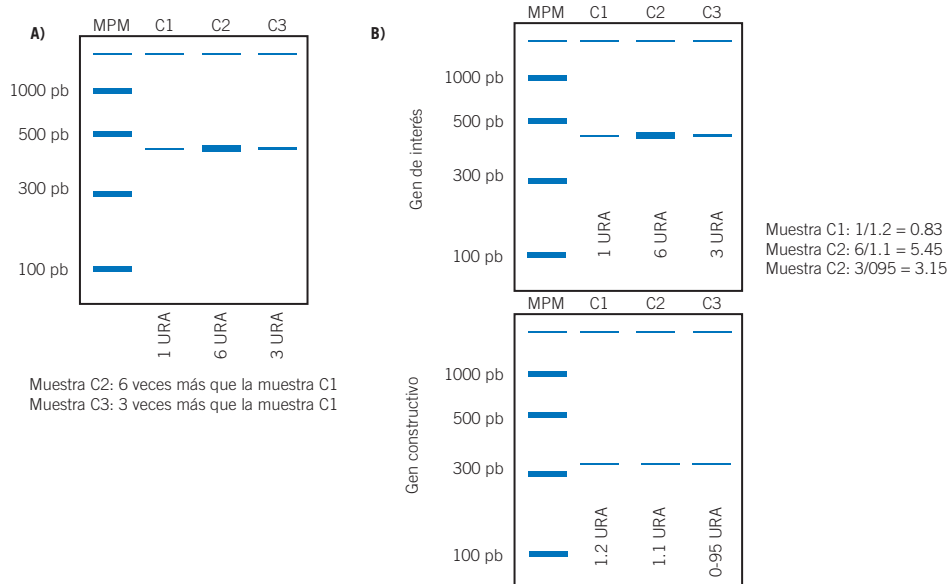 A)
MPM C1 C2 C3
1000 pb
500 pb
300 pb
100 pb
1 URA
6 URA
3 URA
Muestra C2: 6 veces más que la muestra C1
Muestra C3: 3 veces más que la muestra C1
B)
MPM C1 C2 C3
Gen de interés
1000 pb
500 pb
300 pb
100 pb
1 URA
6 URA
3 URA
Muestra C1: 1/1.2 = 0.83
Muestra C2: 6/1.1 = 5.45
Muestra C2: 3/095 = 3.15
MPM C1 C2 C3
Gen constructivo
1000 pb
500 pb
300 pb
100 pb
1.2 URA
1.1 URA
0-95 URA